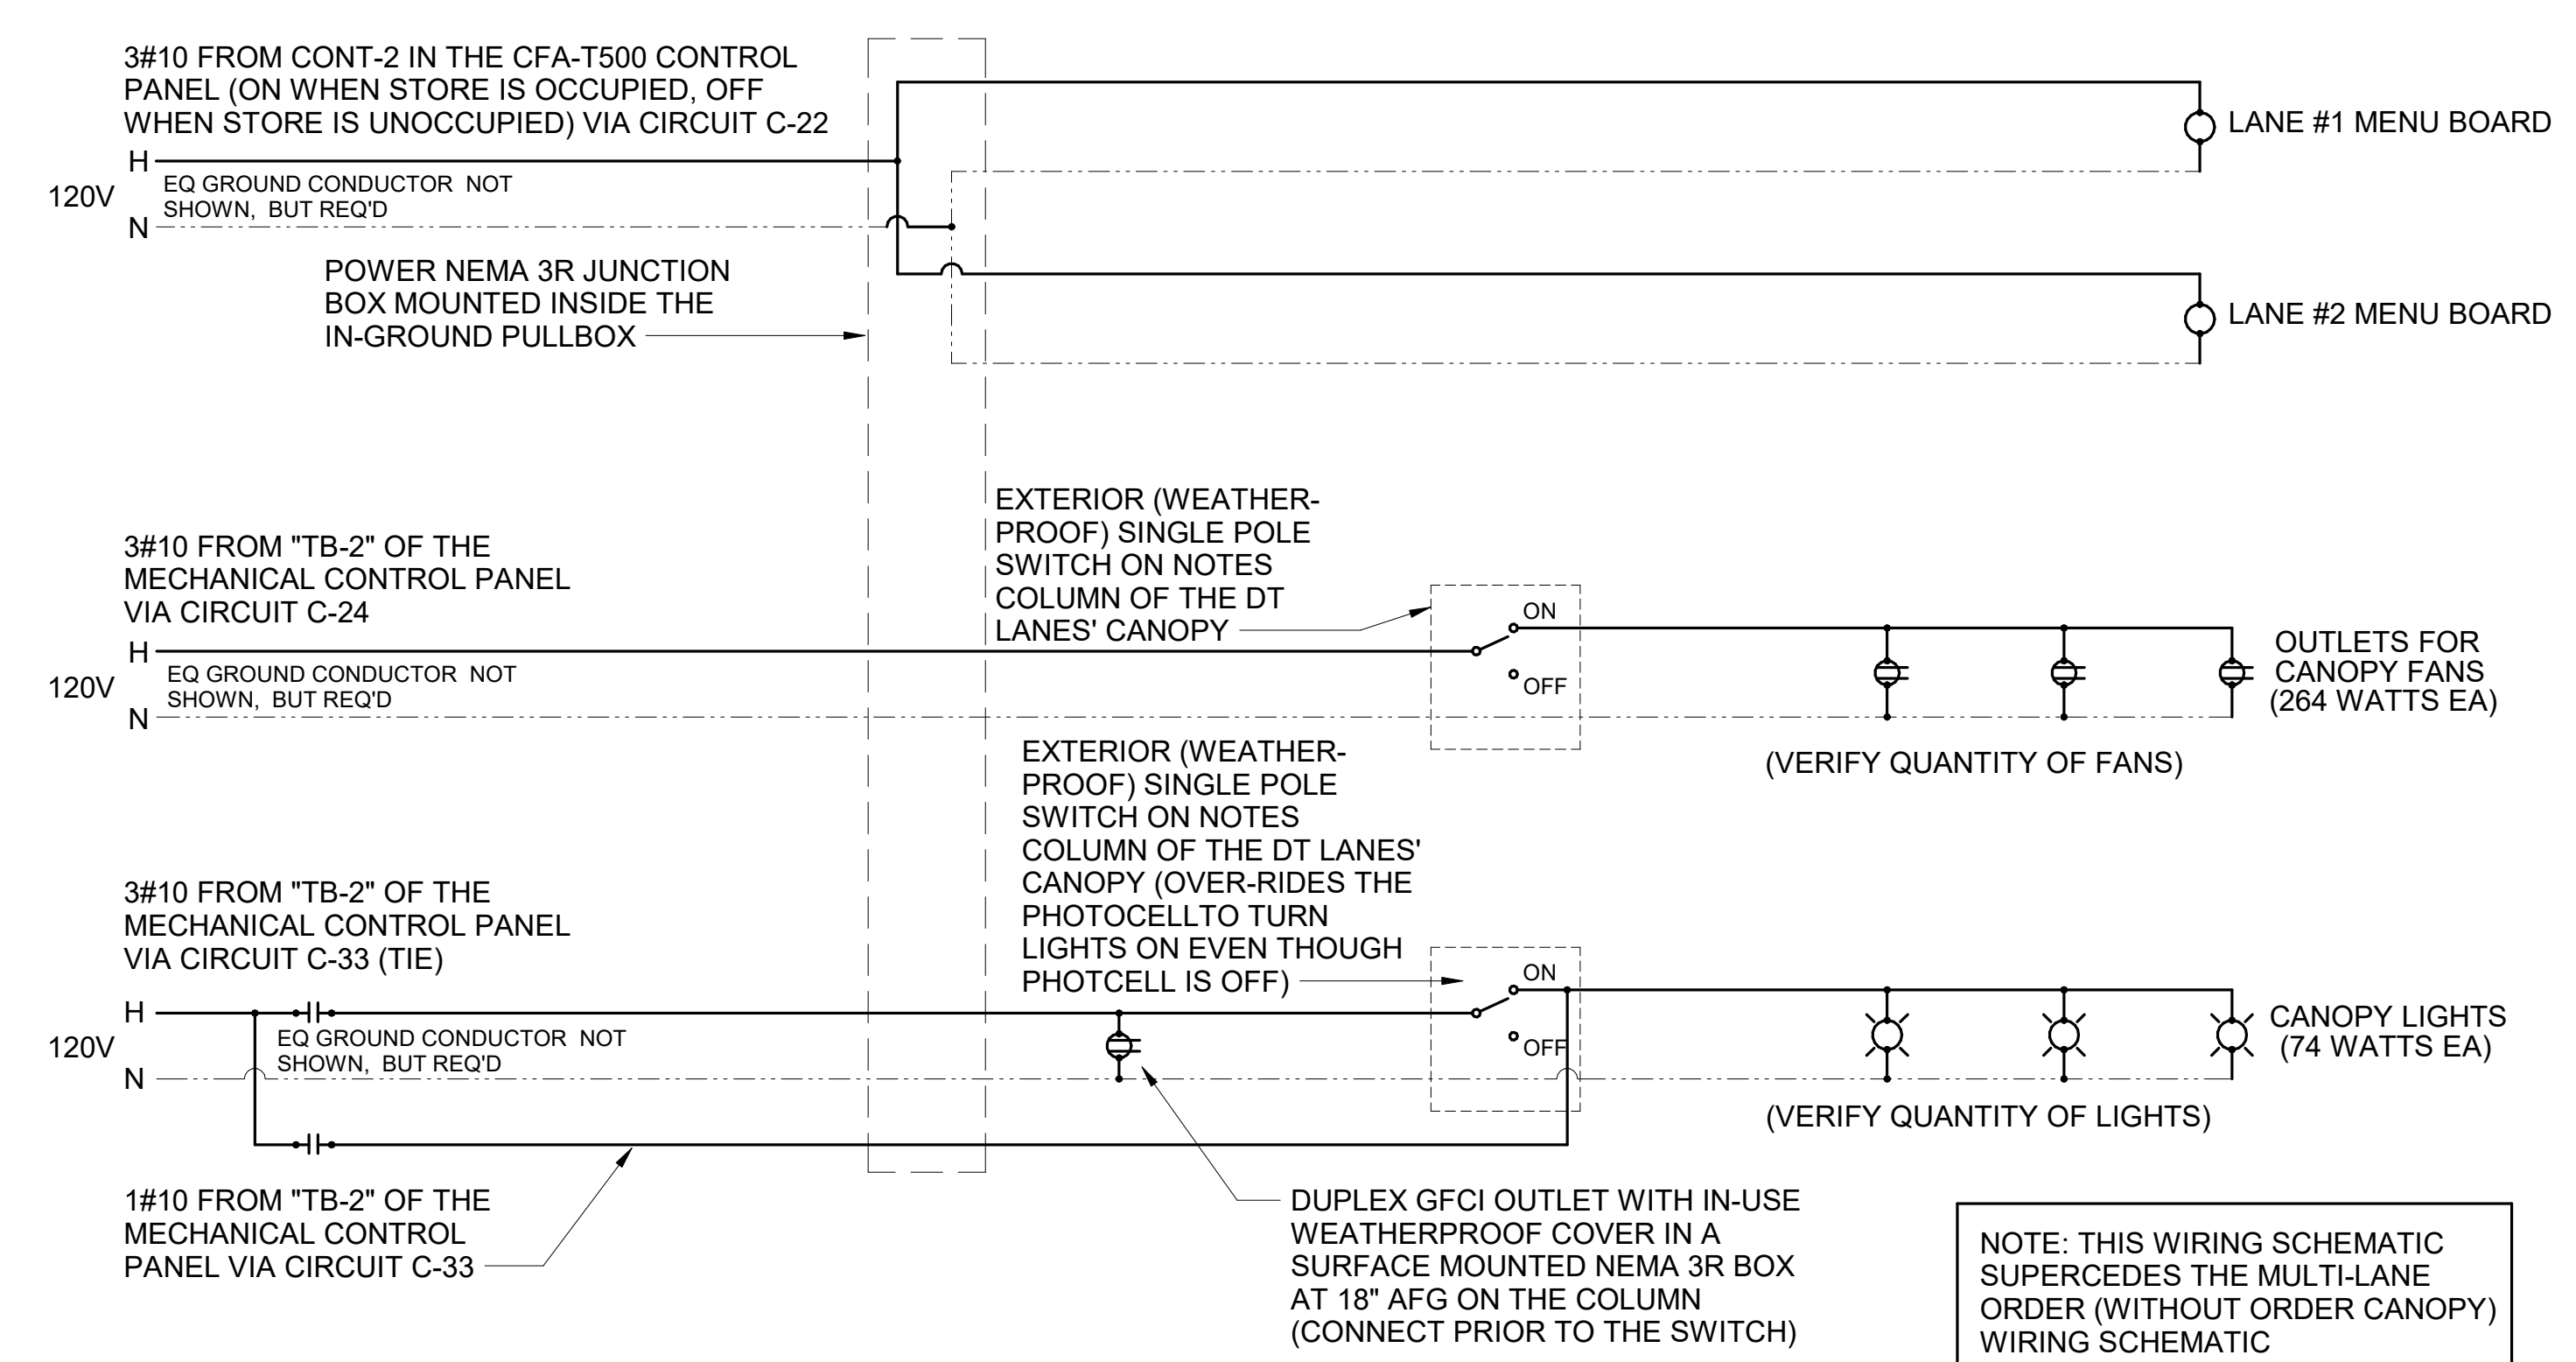 3#10 FROM CONT-2 IN THE CFA-T500 CONTROL
PANEL (ON WHEN STORE IS OCCUPIED, OFF
WHEN STORE IS UNOCCUPIED) VIA CIRCUIT C-22
H
120V
EQ GROUND CONDUCTOR NOT
SHOWN, BUT REQ'D
N
LANE #1 MENU BOARD
POWER NEMA 3R JUNCTION
BOX MOUNTED INSIDE THE
IN-GROUND PULLBOX
LANE #2 MENU BOARD
3#10 FROM "TB-2" OF THE
MECHANICAL CONTROL PANEL
VIA CIRCUIT C-24
H
120V
EQ GROUND CONDUCTOR NOT
SHOWN, BUT REQ'D
N
EXTERIOR (WEATHER-
PROOF) SINGLE POLE
SWITCH ON NOTES
COLUMN OF THE DT
LANES' CANOPY
ON
OFF
OUTLETS FOR
CANOPY FANS
(264 WATTS EA)
(VERIFY QUANTITY OF FANS)
EXTERIOR (WEATHER-
PROOF) SINGLE POLE
SWITCH ON NOTES
COLUMN OF THE DT LANES'
CANOPY (OVER-RIDES THE
PHOTOCELLTO TURN
LIGHTS ON EVEN THOUGH
PHOTCELL IS OFF)
3#10 FROM "TB-2" OF THE
MECHANICAL CONTROL PANEL
VIA CIRCUIT C-33 (TIE)
H
120V
EQ GROUND CONDUCTOR NOT
SHOWN, BUT REQ'D
N
ON
OFF
CANOPY LIGHTS
(74 WATTS EA)
(VERIFY QUANTITY OF LIGHTS)
1#10 FROM "TB-2" OF THE
MECHANICAL CONTROL
PANEL VIA CIRCUIT C-33
DUPLEX GFCI OUTLET WITH IN-USE
WEATHERPROOF COVER IN A
SURFACE MOUNTED NEMA 3R BOX
AT 18" AFG ON THE COLUMN
(CONNECT PRIOR TO THE SWITCH)
NOTE: THIS WIRING SCHEMATIC
SUPERCEDES THE MULTI-LANE
ORDER (WITHOUT ORDER CANOPY)
WIRING SCHEMATIC